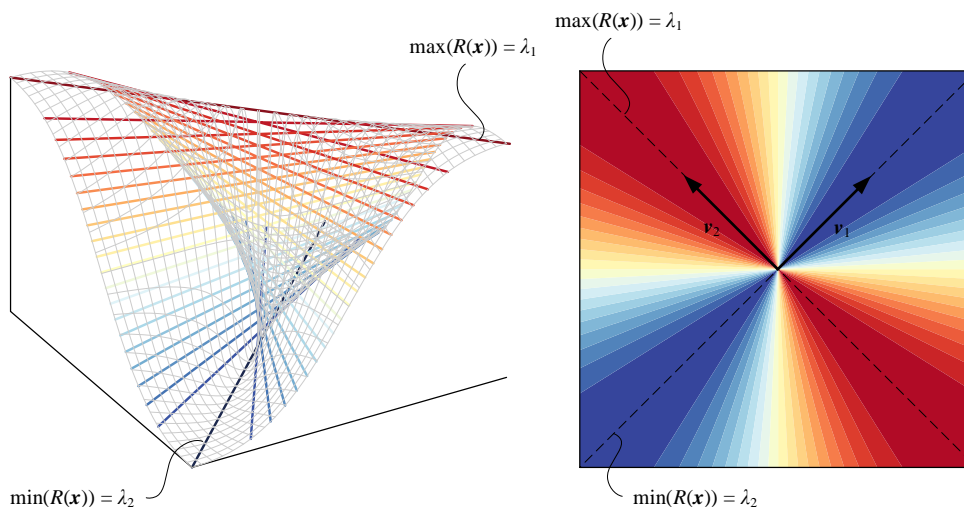 max(R(x)) = λ₁
min(R(x)) = λ₂
max(R(x)) = λ₁
v₂
v₁
min(R(x)) = λ₂